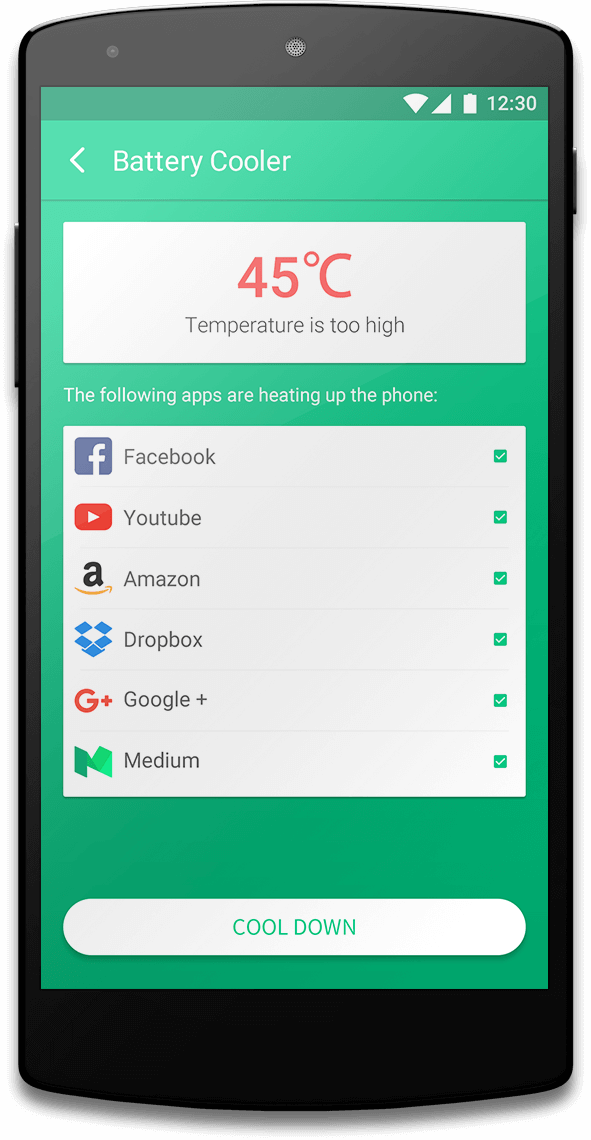 12:30
Battery Cooler
45℃
Temperature is too high
The following apps are heating up the phone:
Facebook
Youtube
Amazon
Dropbox
Google +
Medium
COOL DOWN